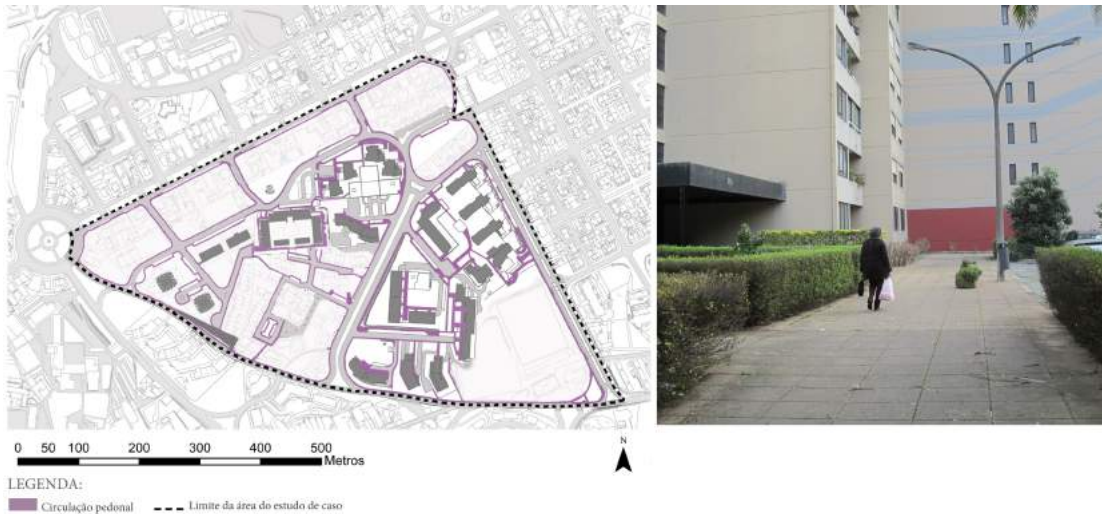 0 50 100 200 300 400 500
Metros
N
LEGENDA:
Circulação pedonal
Limite da área do estudo de caso